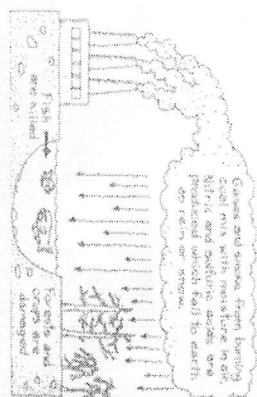 Gases and smoke from burning
coal mix with moisture in air.
Nitric and sulfuric acids are
produced which fall to earth
as rain or snow.
Fish
are killed
Forests and
crops are
damaged